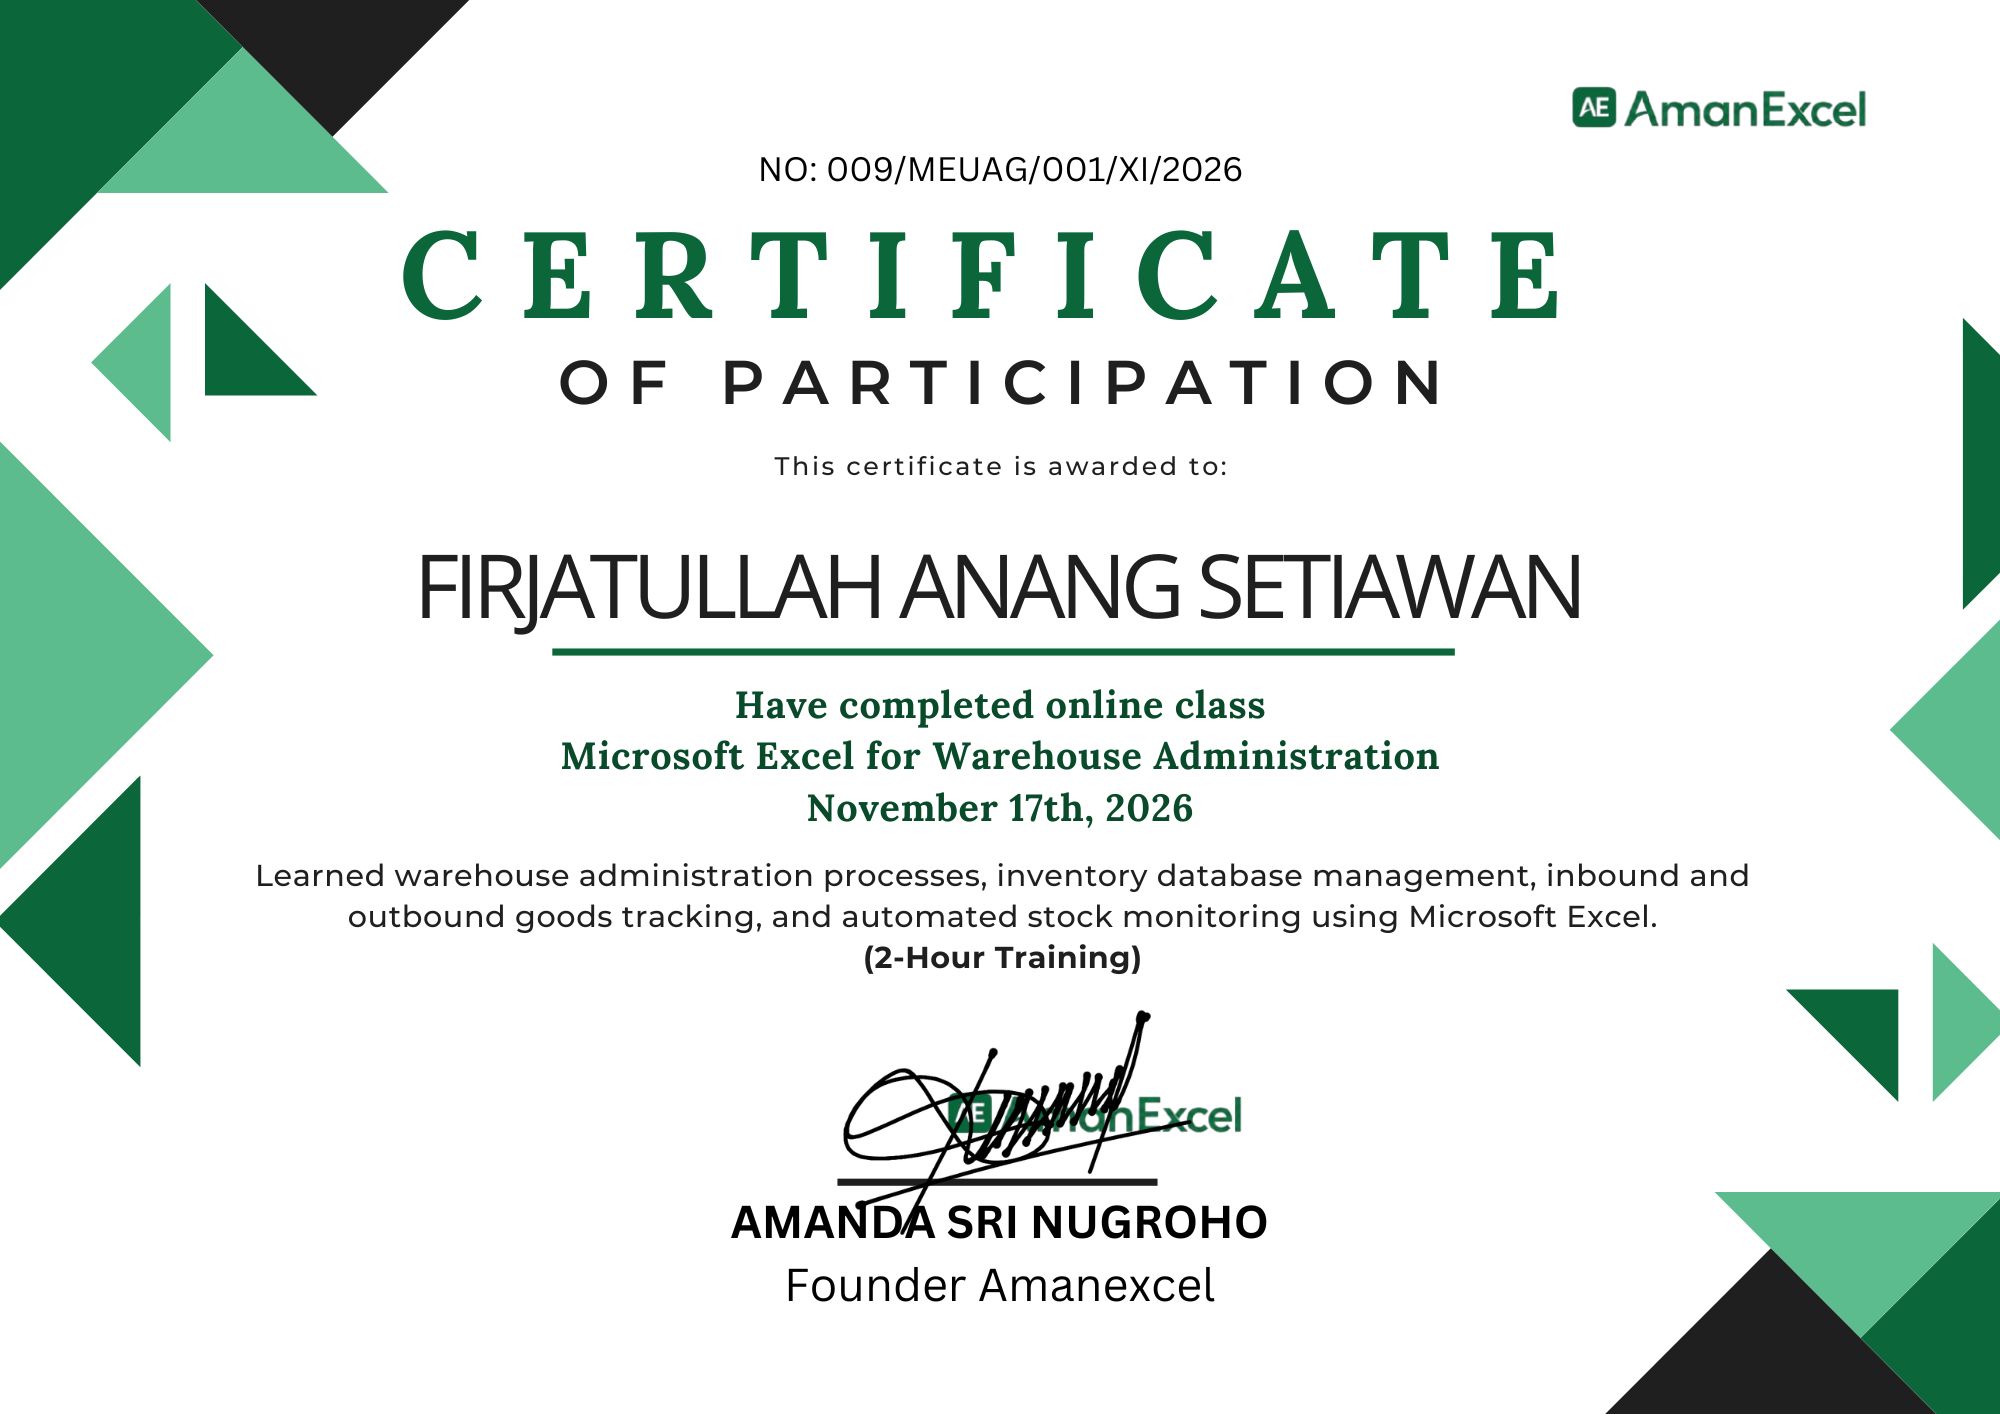 AE AmanExcel
NO: 009/MEUAG/001/XI/2026
CERTIFICATE
OF PARTICIPATION
This certificate is awarded to:
FIRJATULLAH ANANG SETIAWAN
Have completed online class
Microsoft Excel for Warehouse Administration
November 17th, 2026
Learned warehouse administration processes, inventory database management, inbound and
outbound goods tracking, and automated stock monitoring using Microsoft Excel.
(2-Hour Training)
AE AmanExcel
AMANDA SRI NUGROHO
Founder Amanexcel